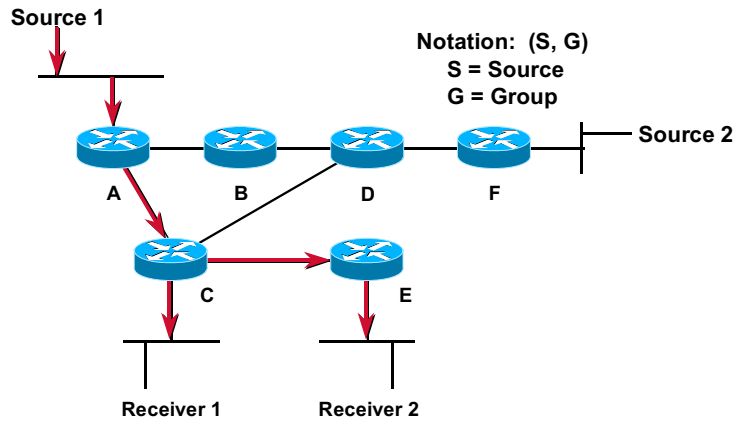 Source 1
Notation: (S, G)
S = Source
G = Group
Source 2
A
B
D
F
C
E
Receiver 1
Receiver 2